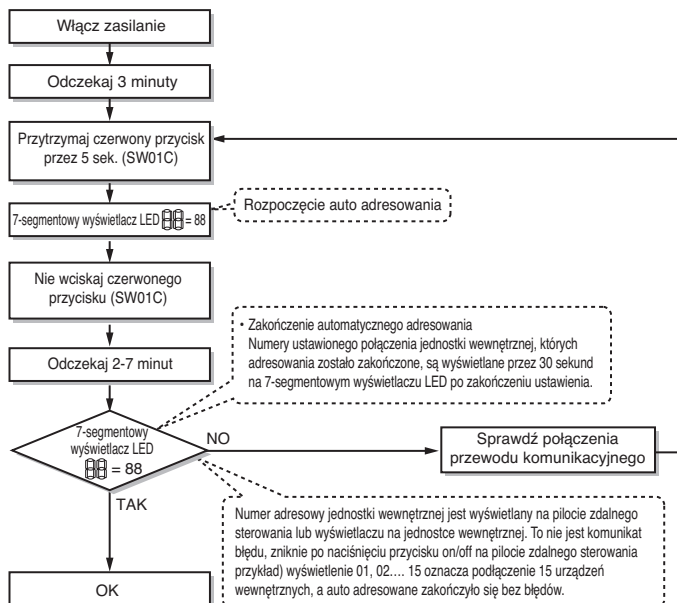 Włącz zasilanie
Odczekaj 3 minuty
Przytrzymaj czerwony przycisk
przez 5 sek. (SW01C)
7-segmentowy wyświetlacz LED 88 = 88
Rozpoczęcie auto adresowania
Nie wciskaj czerwonego
przycisku (SW01C)
• Zakończenie automatycznego adresowania
Numery ustawionego połączenia jednostki wewnętrznej, których
adresowania zostało zakończone, są wyświetlane przez 30 sekund
na 7-segmentowym wyświetlaczu LED po zakończeniu ustawienia.
Odczekaj 2-7 minut
7-segmentowy
wyświetlacz LED
88 = 88
NO
Sprawdź połączenia
przewodu komunikacyjnego
TAK
Numer adresowy jednostki wewnętrznej jest wyświetlany na pilocie zdalnego
sterowania lub wyświetlaczu na jednostce wewnętrznej. To nie jest komunikat
błędu, zniknie po naciśnięciu przycisku on/off na pilocie zdalnego sterowania
przykład) wyświetlenie 01, 02.... 15 oznacza podłączenie 15 urządzeń
wewnętrznych, a auto adresowane zakończyło się bez błędów.
OK